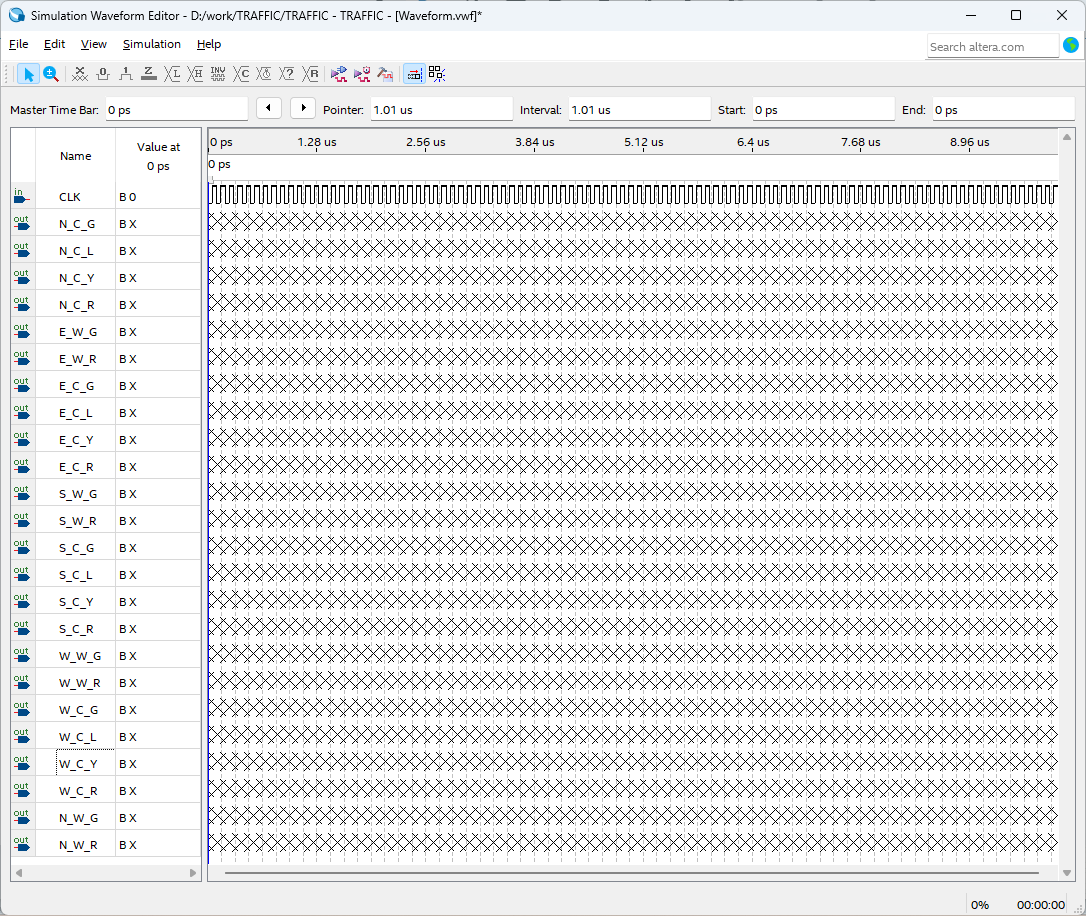 Simulation Waveform Editor - D:/work/TRAFFIC/TRAFFIC - TRAFFIC - [Waveform.vwf]*
File Edit View Simulation Help
Search altera.com
Master Time Bar: 0 ps Pointer: 1.01 us Interval: 1.01 us Start: 0 ps End: 0 ps
Name Value at 0 ps
0 ps 1.28 us 2.56 us 3.84 us 5.12 us 6.4 us 7.68 us 8.96 us
0 ps
in CLK B 0
out N_C_G B X
out N_C_L B X
out N_C_Y B X
out N_C_R B X
out E_W_G B X
out E_W_R B X
out E_C_G B X
out E_C_L B X
out E_C_Y B X
out E_C_R B X
out S_W_G B X
out S_W_R B X
out S_C_G B X
out S_C_L B X
out S_C_Y B X
out S_C_R B X
out W_W_G B X
out W_W_R B X
out W_C_G B X
out W_C_L B X
out W_C_Y B X
out W_C_R B X
out N_W_G B X
out N_W_R B X
0% 00:00:00